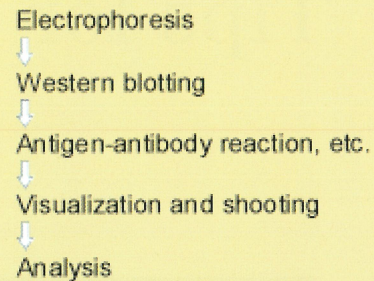 Electrophoresis
Western blotting
Antigen-antibody reaction, etc.
Visualization and shooting
Analysis